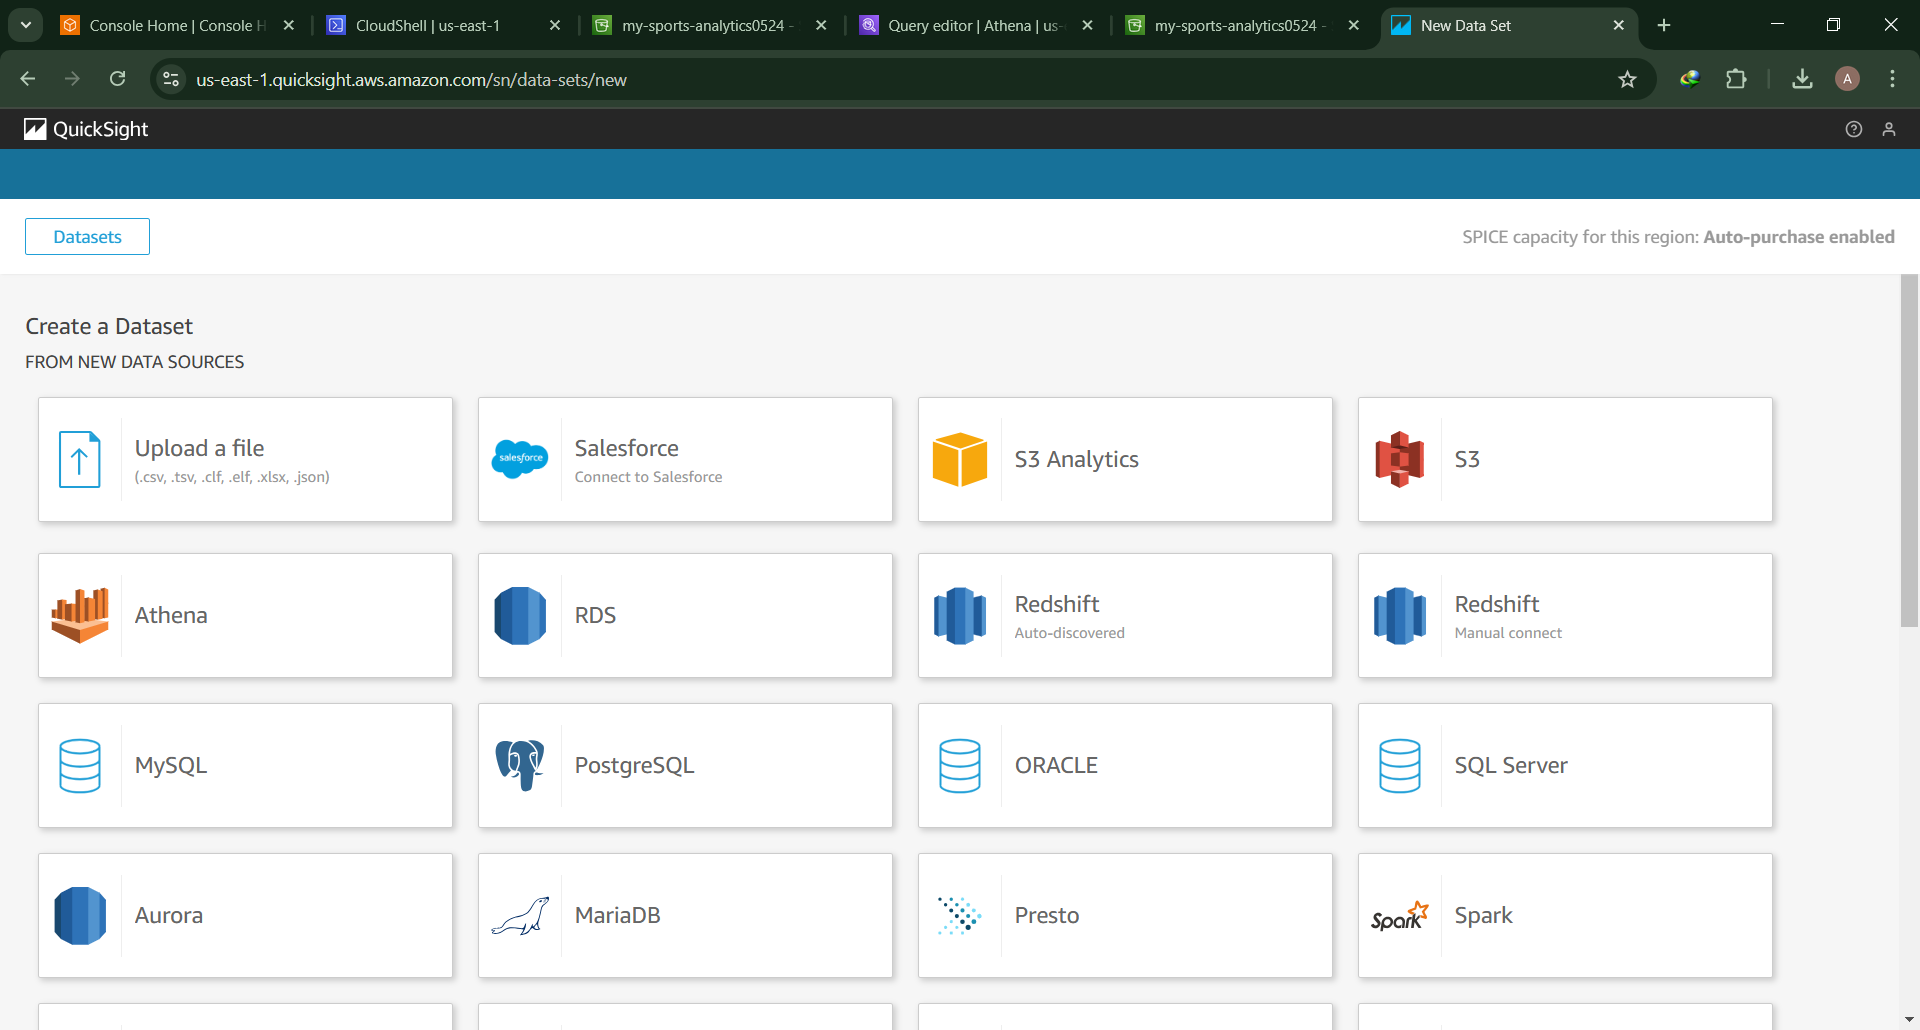 Console Home | Console H
CloudShell | us-east-1
my-sports-analytics0524 -
Query editor | Athena | us-
my-sports-analytics0524 -
New Data Set
us-east-1.quicksight.aws.amazon.com/sn/data-sets/new
A
QuickSight
Datasets
SPICE capacity for this region: Auto-purchase enabled
Create a Dataset
FROM NEW DATA SOURCES
Upload a file
(.csv, .tsv, .clf, .elf, .xlsx, .json)
salesforce
Salesforce
Connect to Salesforce
S3 Analytics
S3
Athena
RDS
Redshift
Auto-discovered
Redshift
Manual connect
MySQL
PostgreSQL
ORACLE
SQL Server
Aurora
MariaDB
Presto
Spark
Spark